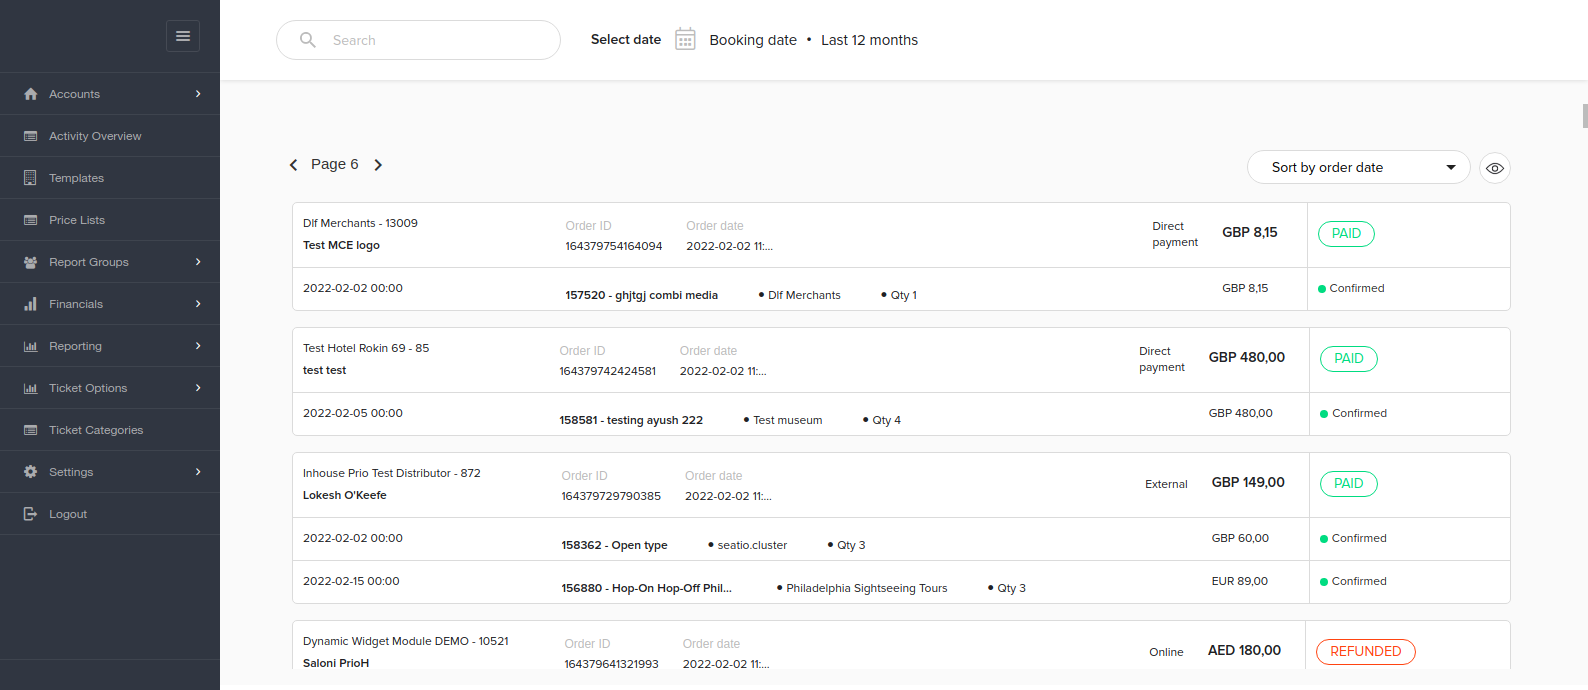 Search
Select date
Booking date • Last 12 months
Accounts
Activity Overview
Templates
Price Lists
Report Groups
Financials
Reporting
Ticket Options
Ticket Categories
Settings
Logout
Page 6
Sort by order date
Dlf Merchants - 13009
Test MCE logo
Order ID
164379754164094
Order date
2022-02-02 11:...
Direct
payment
GBP 8,15
PAID
2022-02-02 00:00
157520 - ghjtgj combi media
• Dlf Merchants
• Qty 1
GBP 8,15
Confirmed
Test Hotel Rokin 69 - 85
test test
Order ID
164379742424581
Order date
2022-02-02 11:...
Direct
payment
GBP 480,00
PAID
2022-02-05 00:00
158581 - testing ayush 222
• Test museum
• Qty 4
GBP 480,00
Confirmed
Inhouse Prio Test Distributor - 872
Lokesh O'Keefe
Order ID
164379729790385
Order date
2022-02-02 11:...
External
GBP 149,00
PAID
2022-02-02 00:00
158362 - Open type
• seatio.cluster
• Qty 3
GBP 60,00
Confirmed
2022-02-15 00:00
156880 - Hop-On Hop-Off Phil...
• Philadelphia Sightseeing Tours
• Qty 3
EUR 89,00
Confirmed
Dynamic Widget Module DEMO - 10521
Saloni PrioH
Order ID
164379641321993
Order date
2022-02-02 11:...
Online
AED 180,00
REFUNDED